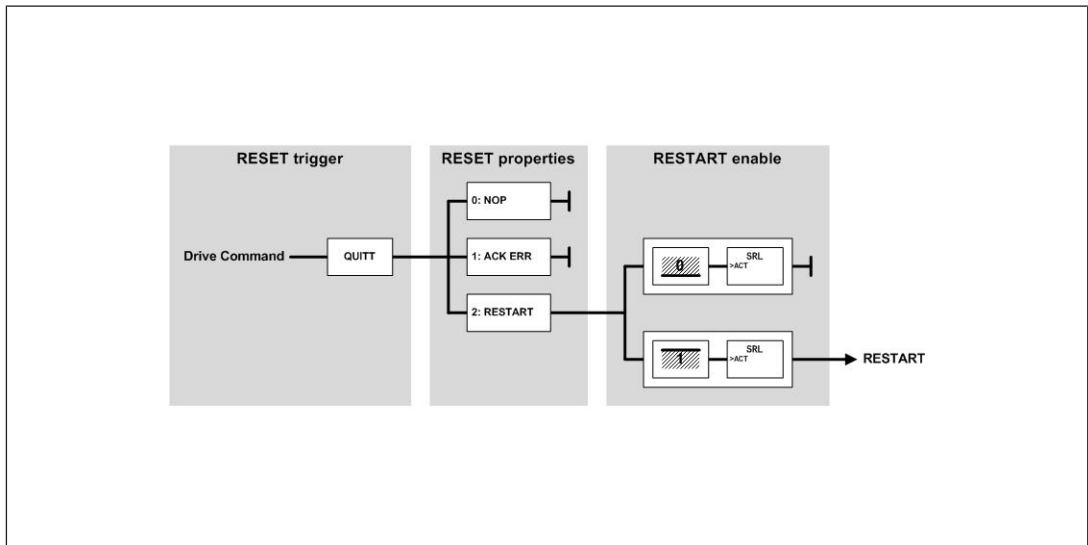 RESET trigger
RESET properties
RESTART enable
0: NOP
Drive Command
QUITT
1: ACK ERR
0
SRL
>ACT
2: RESTART
1
SRL
>ACT
RESTART